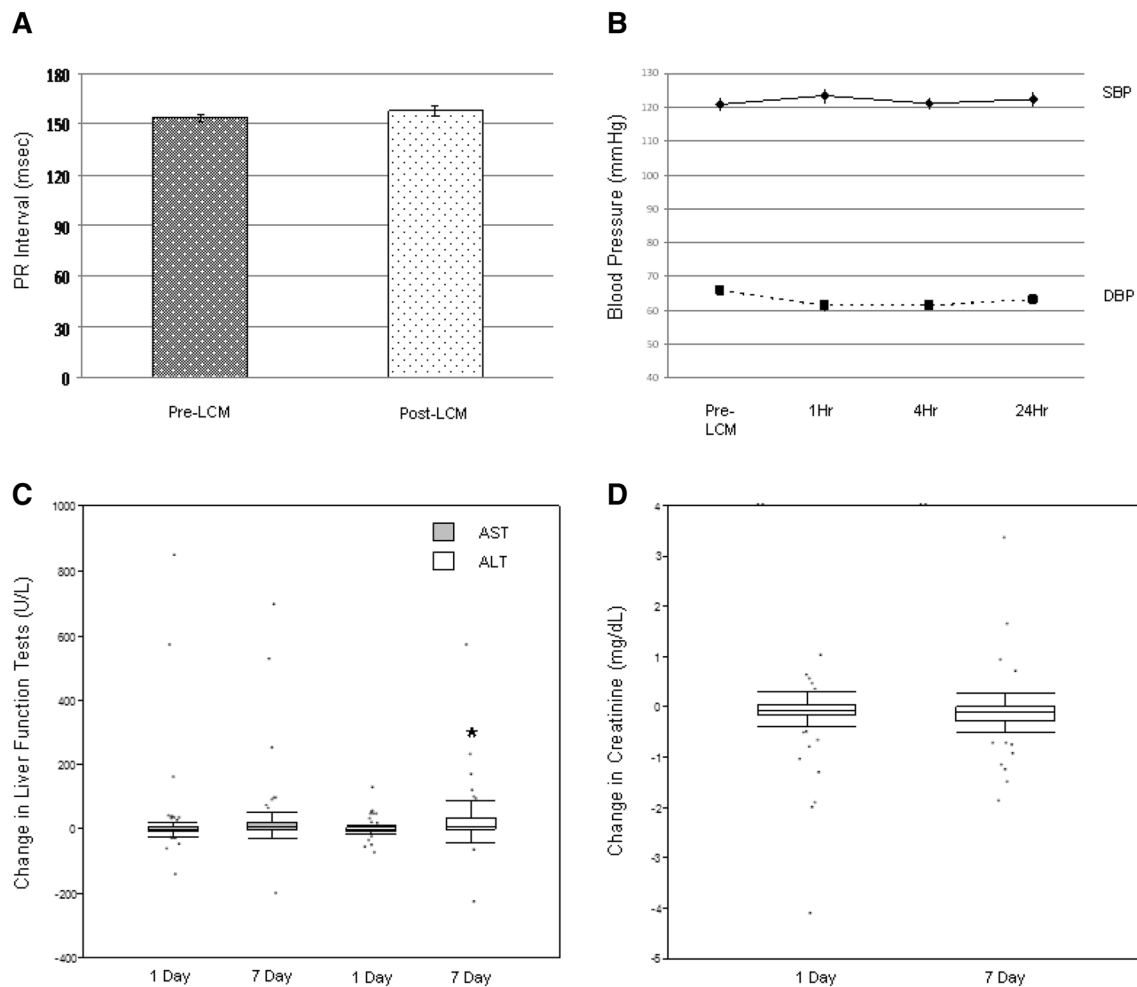 A
180
150
120
90
60
30
0
PR Interval (msec)
Pre-LCM
Post-LCM
B
130
120
110
100
90
80
70
60
50
40
Blood Pressure (mmHg)
SBP
DBP
Pre-
LCM
1Hr
4Hr
24Hr
C
1000
800
600
400
200
0
-200
-400
Change in Liver Function Tests (U/L)
AST
ALT
1 Day
7 Day
1 Day
7 Day
D
4
3
2
1
0
-1
-2
-3
-4
-5
Change in Creatinine (mg/dL)
1 Day
7 Day